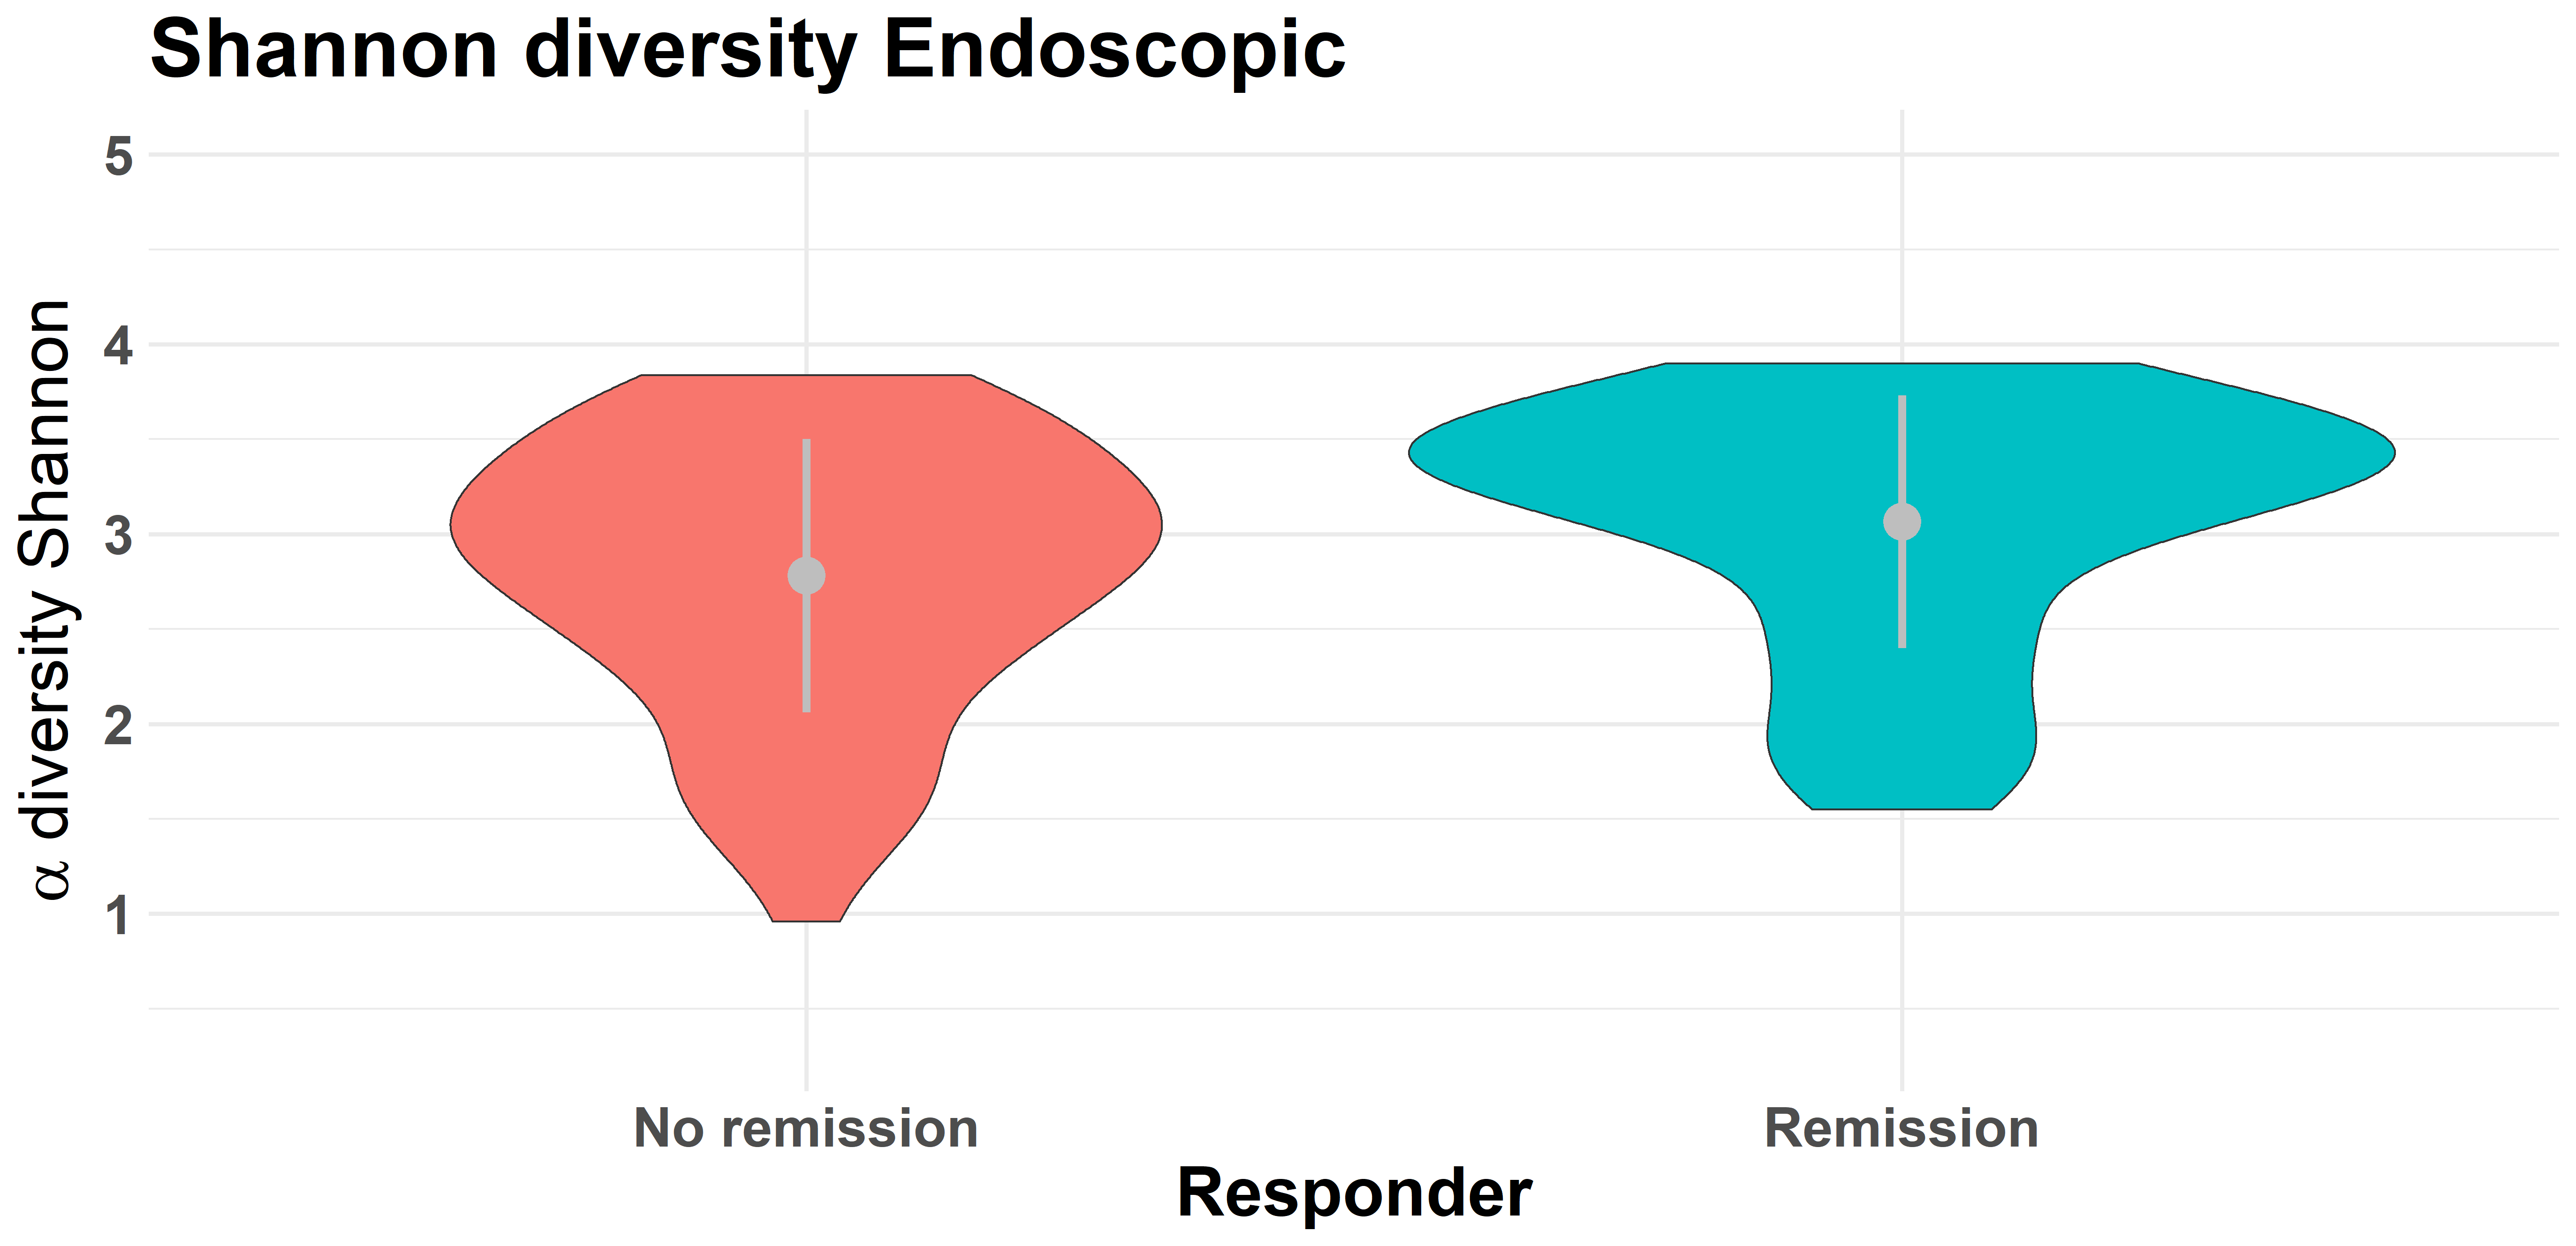 Shannon diversity Endoscopic
α diversity Shannon
5
4
3
2
1
No remission
Remission
Responder